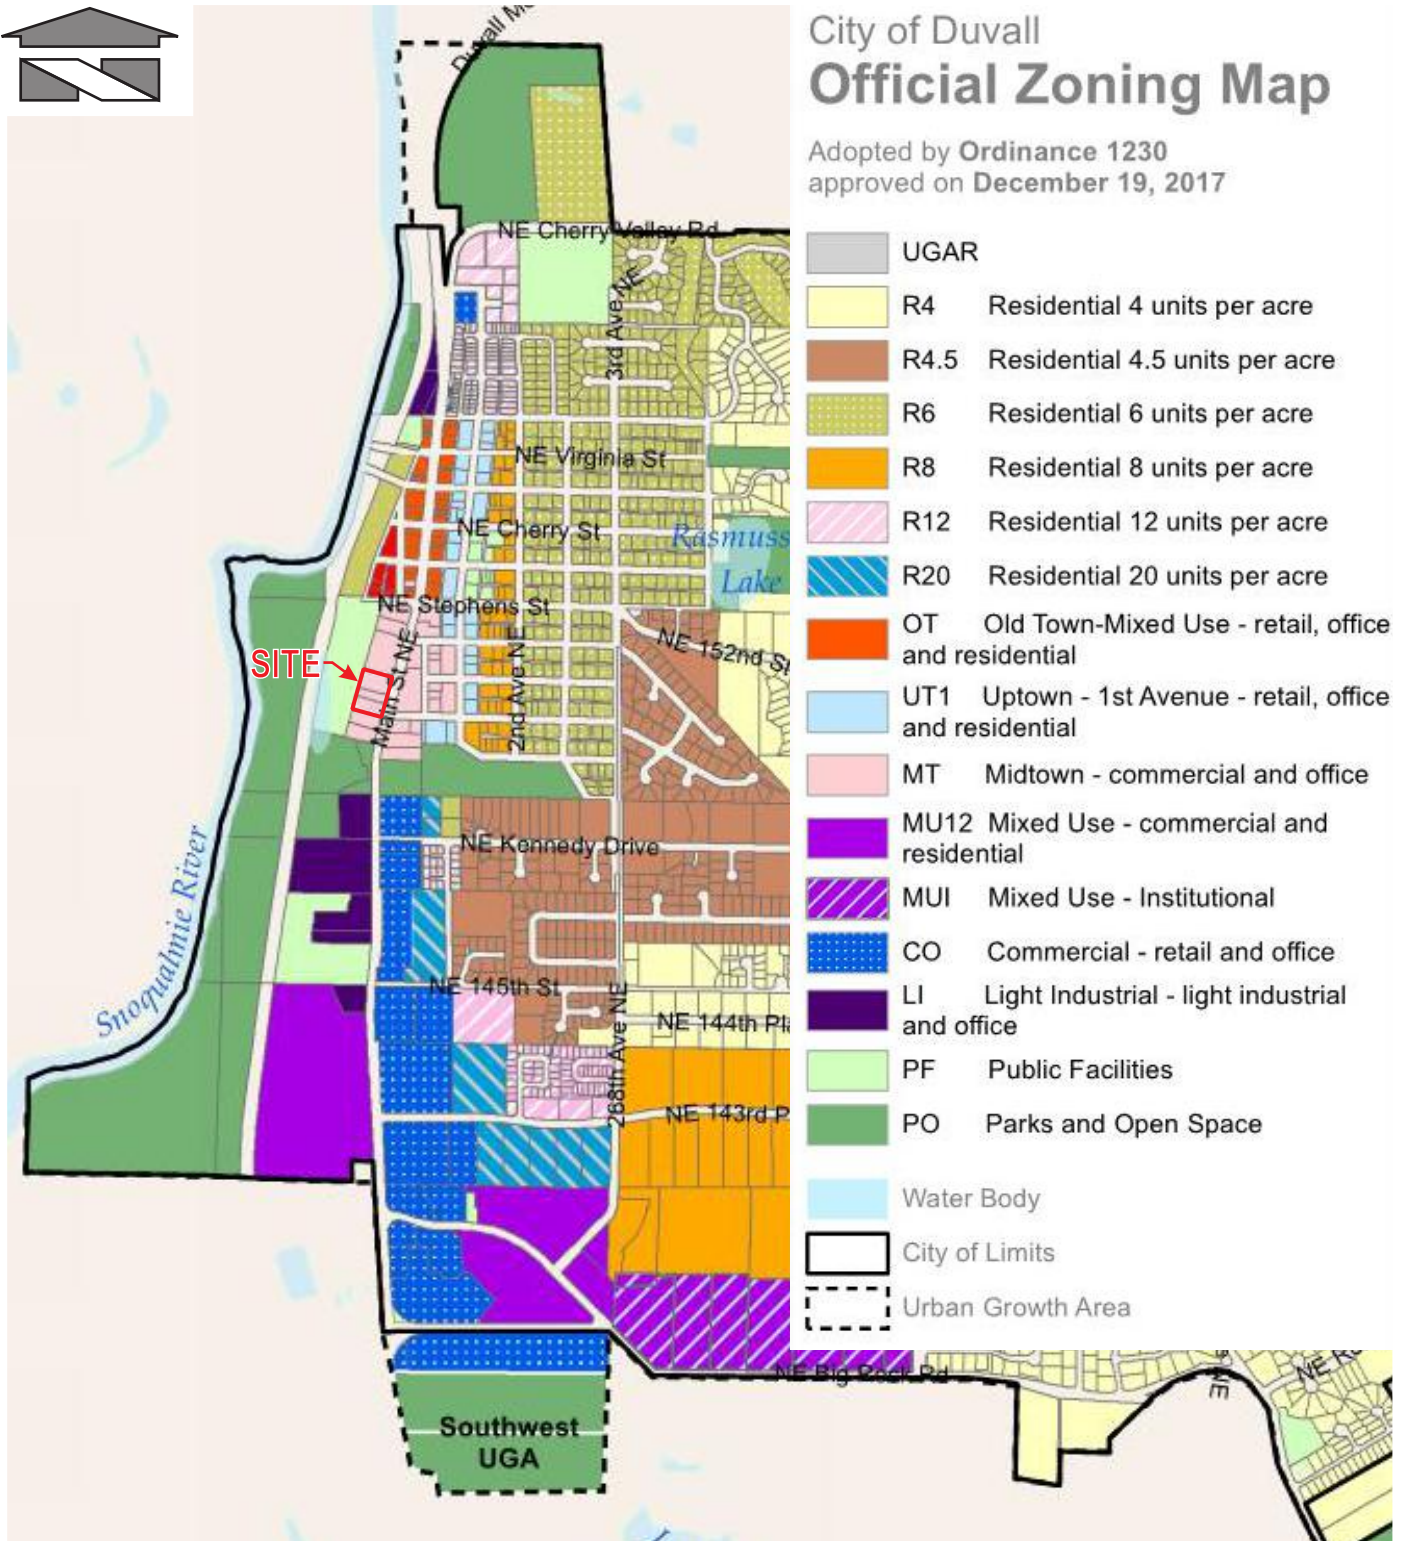 City of Duvall
Official Zoning Map
Adopted by Ordinance 1230
approved on December 19, 2017
UGAR
R4 Residential 4 units per acre
R4.5 Residential 4.5 units per acre
R6 Residential 6 units per acre
R8 Residential 8 units per acre
R12 Residential 12 units per acre
R20 Residential 20 units per acre
OT Old Town-Mixed Use - retail, office
and residential
UT1 Uptown - 1st Avenue - retail, office
and residential
MT Midtown - commercial and office
MU12 Mixed Use - commercial and
residential
MUI Mixed Use - Institutional
CO Commercial - retail and office
LI Light Industrial - light industrial
and office
PF Public Facilities
PO Parks and Open Space
Water Body
City of Limits
Urban Growth Area
Duvall
NE Cherry Valley Rd
3rd Ave NE
NE Virginia St
NE Cherry St
Rasmuss
Lake
NE Stephens St
SITE
Main St NE
2nd Ave NE
NE 152nd St
NE Kennedy Drive
Snoqualmie River
NE 145th St
NE 144th Pl
268th Ave NE
NE 143rd P
NE Big Rock Rd
NE
Southwest
UGA